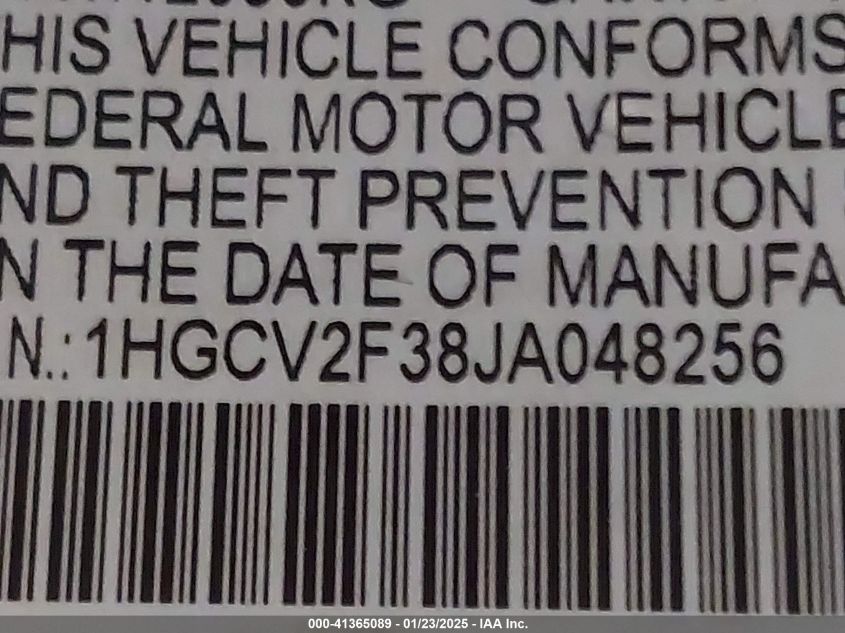 HIS VEHICLE CONFORMS
EDERAL MOTOR VEHICLE
ND THEFT PREVENTION
N THE DATE OF MANUFA
N.:1HGCV2F38JA048256
000-41365089 - 01/23/2025 - IAA Inc.